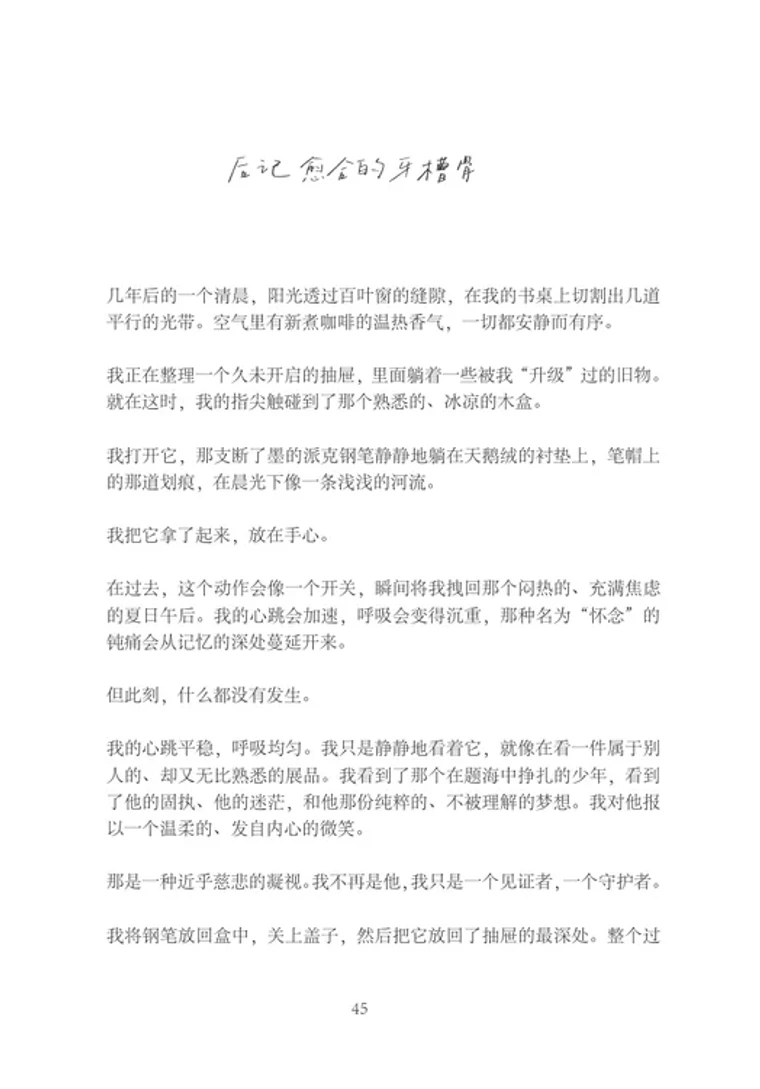 后记 愈合的牙槽骨
几年后的一个清晨，阳光透过百叶窗的缝隙，在我的书桌上切割出几道
平行的光带。空气里有新煮咖啡的温热香气，一切都安静而有序。
我正在整理一个久未开启的抽屉，里面躺着一些被我“升级”过的旧物。
就在这时，我的指尖触碰到了那个熟悉的、冰凉的木盒。
我打开它，那支断了墨的派克钢笔静静地躺在天鹅绒的衬垫上，笔帽上
的那道划痕，在晨光下像一条浅浅的河流。
我把它拿了起来，放在手心。
在过去，这个动作会像一个开关，瞬间将我拽回那个闷热的、充满焦虑
的夏日午后。我的心跳会加速，呼吸会变得沉重，那种名为“怀念”的
钝痛会从记忆的深处蔓延开来。
但此刻，什么都没有发生。
我的心跳平稳，呼吸均匀。我只是静静地看着它，就像在看一件属于别
人的、却又无比熟悉的展品。我看到了那个在题海中挣扎的少年，看到
了他的固执、他的迷茫，和他那份纯粹的、不被理解的梦想。我对他报
以一个温柔的、发自内心的微笑。
那是一种近乎慈悲的凝视。我不再是他，我只是一个见证者，一个守护者。
我将钢笔放回盒中，关上盖子，然后把它放回了抽屉的最深处。整个过
45